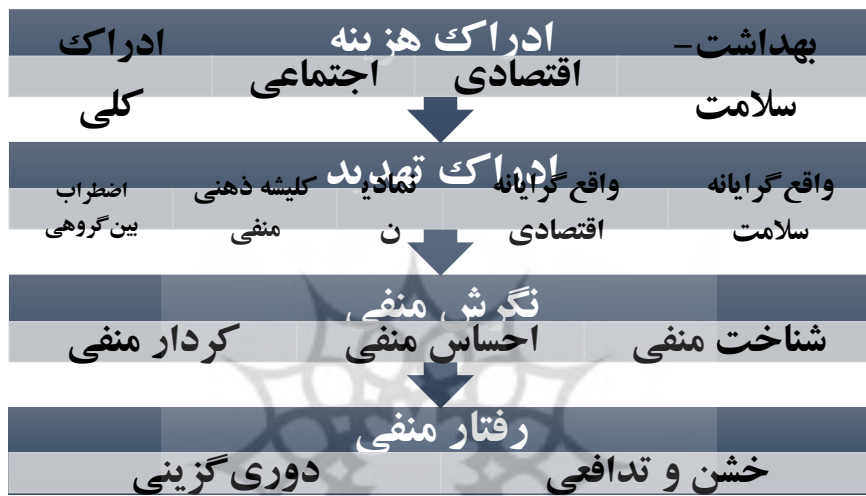 ادراک هزینه
بهداشت-سلامت
اقتصادی
اجتماعی
ادراک کلی
ادراک تهدید
واقع‌گرایانه سلامت
واقع‌گرایانه اقتصادی
نمادین
کلیشه ذهنی منفی
اضطراب بین‌گروهی
نگرش منفی
شناخت منفی
احساس منفی
کردار منفی
رفتار منفی
خشن و تدافعی
دوری‌گزینی